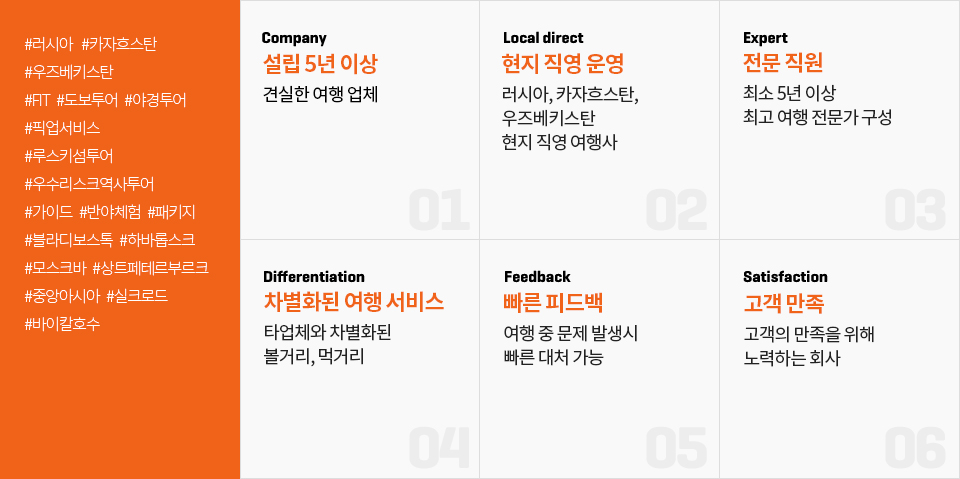 #러시아 #카자흐스탄
#우즈베키스탄
#FIT #도보투어 #야경투어
#픽업서비스
#루스키섬투어
#우수리스크역사투어
#가이드 #반야체험 #패키지
#블라디보스톡 #하바롭스크
#모스크바 #상트페테르부르크
#중앙아시아 #실크로드
#바이칼호수
Company
설립 5년 이상
견실한 여행 업체
01
Local direct
현지 직영 운영
러시아, 카자흐스탄,
우즈베키스탄
현지 직영 여행사
02
Expert
전문 직원
최소 5년 이상
최고 여행 전문가 구성
03
Differentiation
차별화된 여행 서비스
타업체와 차별화된
볼거리, 먹거리
04
Feedback
빠른 피드백
여행 중 문제 발생시
빠른 대처 가능
05
Satisfaction
고객 만족
고객의 만족을 위해
노력하는 회사
06